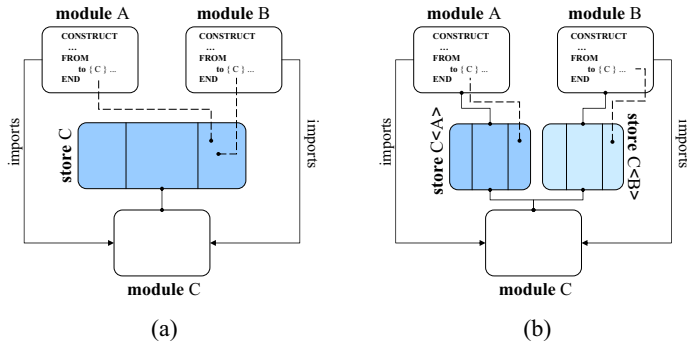 module A
CONSTRUCT
...
FROM
to { C } ...
END
module B
CONSTRUCT
...
FROM
to { C } ...
END
imports
store C
imports
module C
(a)
module A
CONSTRUCT
...
FROM
to { C } ...
END
module B
CONSTRUCT
...
FROM
to { C } ...
END
imports
store C<A>
store C<B>
imports
module C
(b)